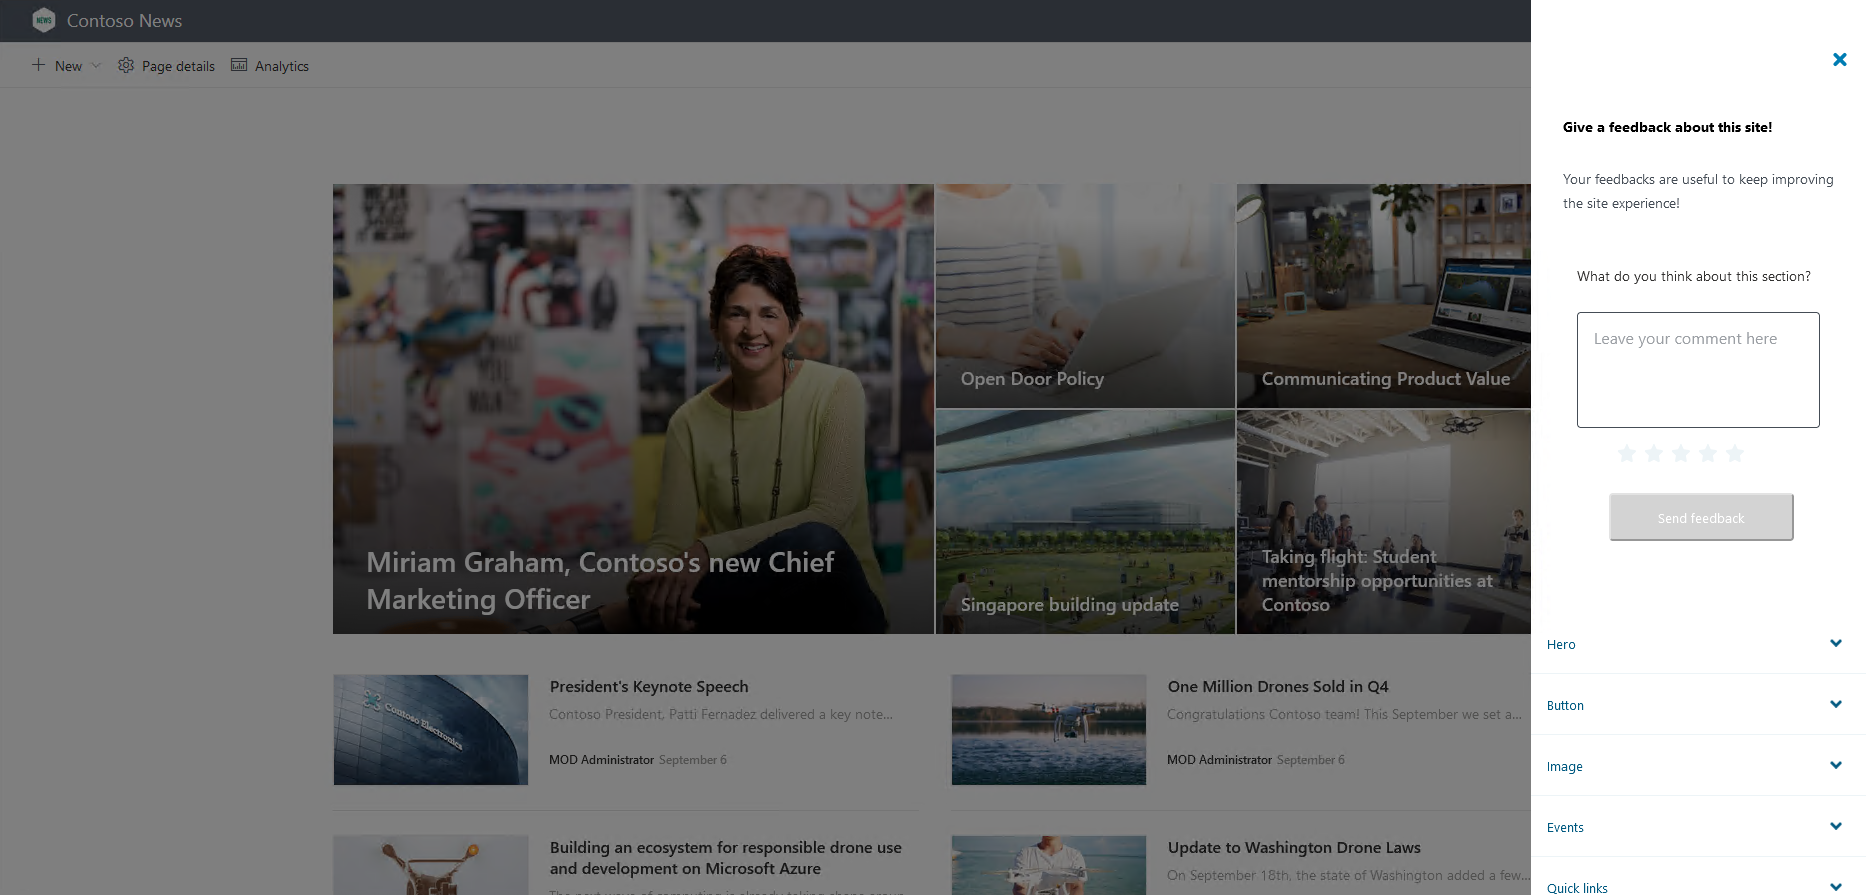 NEWS
Contoso News
New
Page details
Analytics
Miriam Graham, Contoso's new Chief
Marketing Officer
Open Door Policy
Communicating Product Value
Singapore building update
Taking flight: Student
mentorship opportunities at
Contoso
Contoso Electronics
President's Keynote Speech
Contoso President, Patti Fernadez delivered a key note...
MOD Administrator September 6
One Million Drones Sold in Q4
Congratulations Contoso team! This September we set a...
MOD Administrator September 6
Building an ecosystem for responsible drone use
and development on Microsoft Azure
Update to Washington Drone Laws
On September 18th, the state of Washington added a few...
Give a feedback about this site!
Your feedbacks are useful to keep improving
the site experience!
What do you think about this section?
Leave your comment here
Send feedback
Hero
Button
Image
Events
Quick links